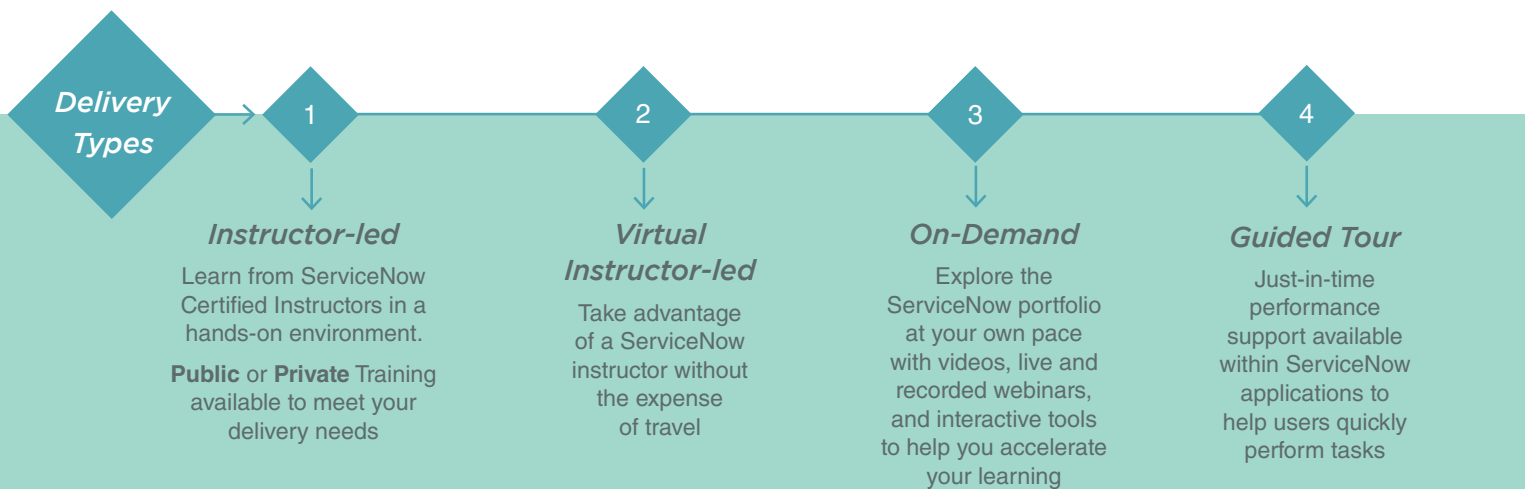 Delivery
Types
1
2
3
4
Instructor-led
Learn from ServiceNow
Certified Instructors in a
hands-on environment.
Public or Private Training
available to meet your
delivery needs
Virtual
Instructor-led
Take advantage
of a ServiceNow
instructor without
the expense
of travel
On-Demand
Explore the
ServiceNow portfolio
at your own pace
with videos, live and
recorded webinars,
and interactive tools
to help you accelerate
your learning
Guided Tour
Just-in-time
performance
support available
within ServiceNow
applications to
help users quickly
perform tasks